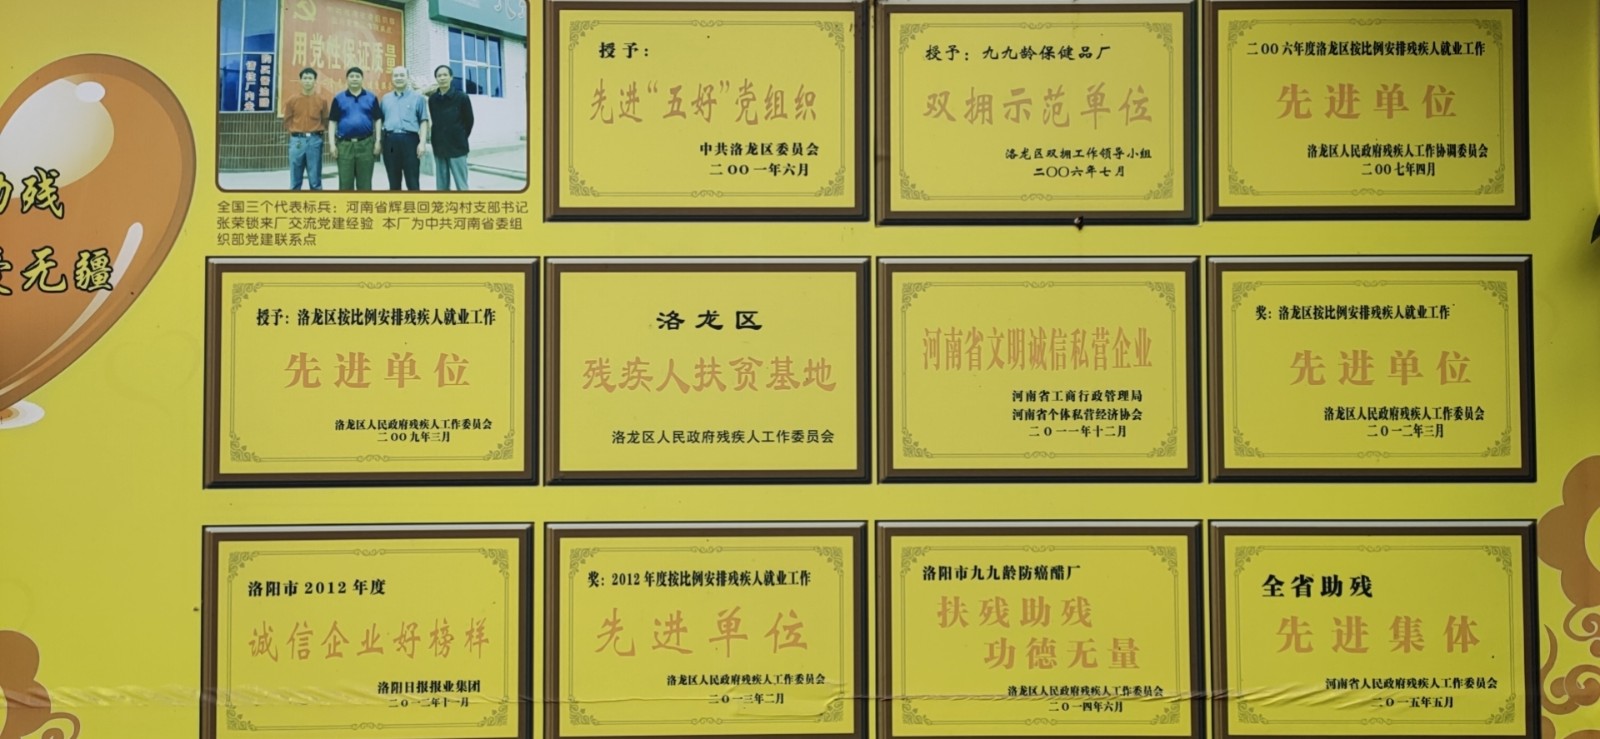 助残
爱无疆
用党性保证质量
全国三个代表标兵：河南省辉县回笼沟村支部书记
张荣锁来厂交流党建经验 本厂为中共河南省委组
织部党建联系点
授予：
先进“五好”党组织
中共洛龙区委员会
二OO一年六月
授予：九九龄保健品厂
双拥示范单位
洛龙区双拥工作领导小组
二OO六年七月
二OO六年度洛龙区按比例安排残疾人就业工作
先进单位
洛龙区人民政府残疾人工作协调委员会
二OO七年四月
授予：洛龙区按比例安排残疾人就业工作
先进单位
洛龙区人民政府残疾人工作委员会
二OO九年三月
洛龙区
残疾人扶贫基地
洛龙区人民政府残疾人工作委员会
河南省文明诚信私营企业
河南省工商行政管理局
河南省个体私营经济协会
二O一一年十二月
奖：洛龙区按比例安排残疾人就业工作
先进单位
洛龙区人民政府残疾人工作委员会
二O一二年三月
洛阳市2012年度
诚信企业好榜样
洛阳日报报业集团
二O一二年十一月
奖：2012年度按比例安排残疾人就业工作
先进单位
洛龙区人民政府残疾人工作委员会
二O一三年二月
洛阳市九九龄防癌醋厂
扶残助残
功德无量
洛龙区人民政府残疾人工作委员会
二O一四年六月
全省助残
先进集体
河南省人民政府残疾人工作委员会
二O一五年五月